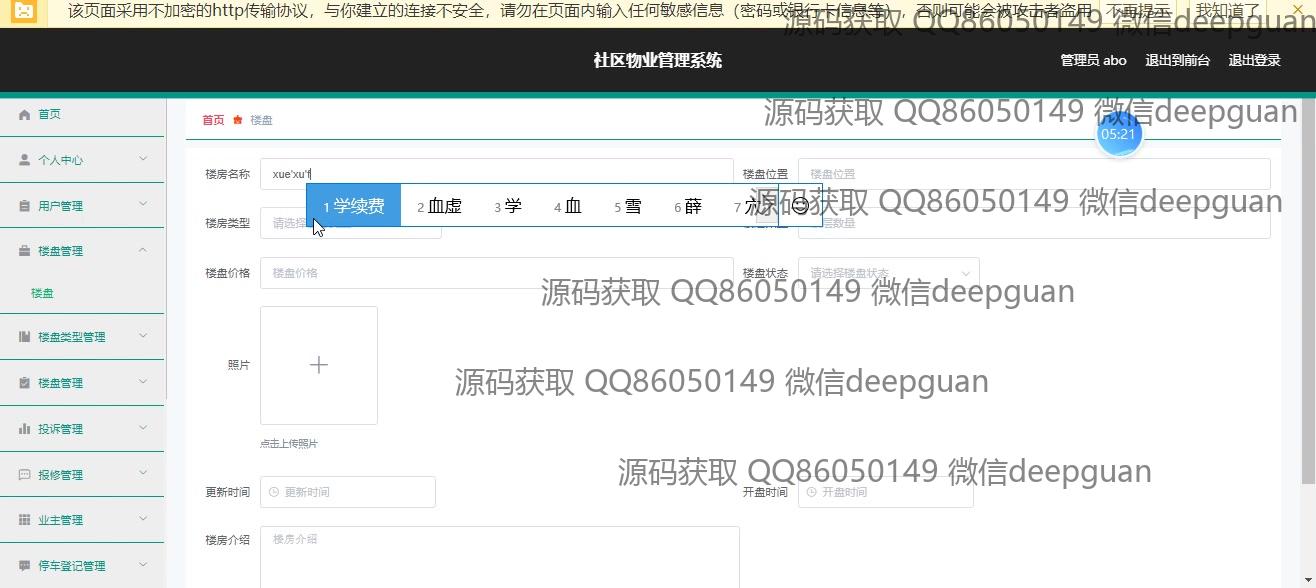 该页面采用不加密的http传输协议，与你建立的连接不安全，请勿在页面内输入任何敏感信息（密码或银行卡信息等），否则可能会被攻击者盗用 不再提示 我知道了
源码获取 QQ86050149 微信deepguan
社区物业管理系统
管理员 abo 退出到前台 退出登录
首页
个人中心
用户管理
楼盘管理
楼盘
楼盘类型管理
楼盘管理
投诉管理
报修管理
业主管理
停车登记管理
首页 楼盘
源码获取 QQ86050149 微信deepguan
05:21
楼房名称 xue'xu'f 楼盘位置 楼盘位置
1 学续费 2 血虚 3 学 4 血 5 雪 6 薛 7
源码获取 QQ86050149 微信deepguan
楼房类型 请选择 层数量
楼盘价格 楼盘价格 楼盘状态 请选择楼盘状态
源码获取 QQ86050149 微信deepguan
照片
源码获取 QQ86050149 微信deepguan
点击上传照片
源码获取 QQ86050149 微信deepguan
更新时间 更新时间 开盘时间 开盘时间
楼房介绍 楼房介绍